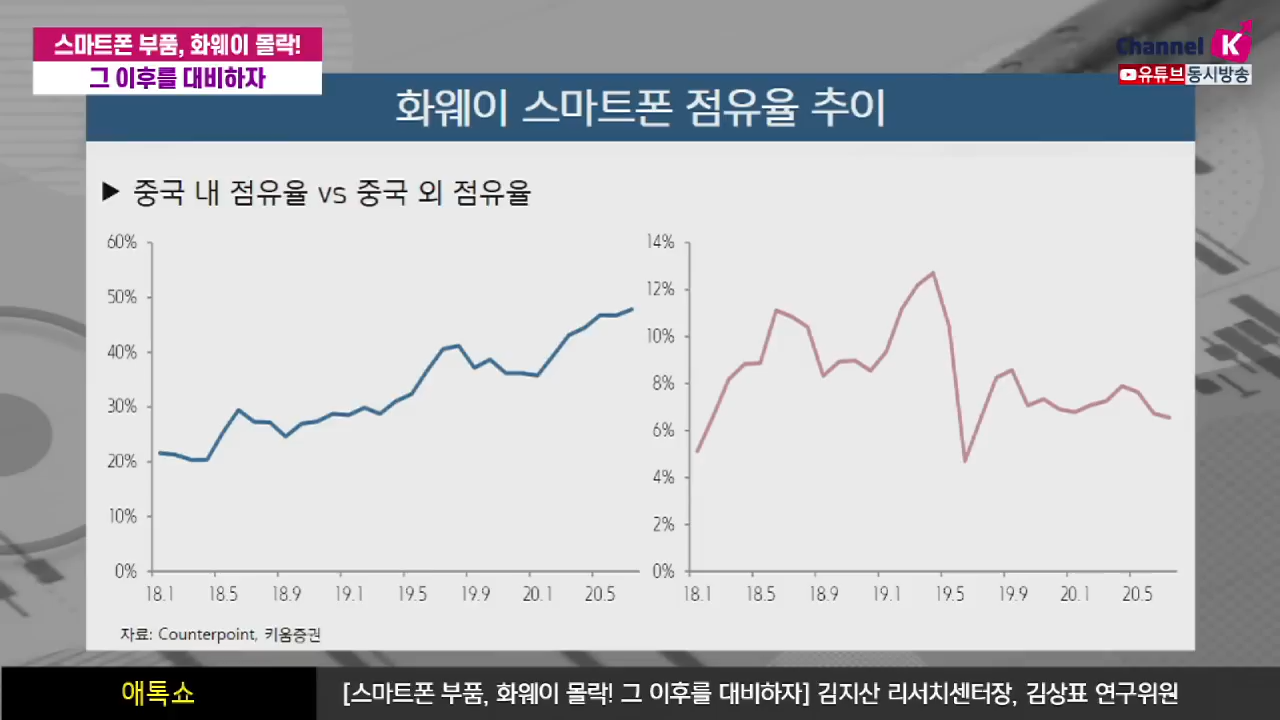 스마트폰 부품, 화웨이 몰락!
그 이후를 대비하자
Channel K
유튜브 동시방송
화웨이 스마트폰 점유율 추이
▶ 중국 내 점유율 vs 중국 외 점유율
60%
50%
40%
30%
20%
10%
0%
18.1 18.5 18.9 19.1 19.5 19.9 20.1 20.5
14%
12%
10%
8%
6%
4%
2%
0%
18.1 18.5 18.9 19.1 19.5 19.9 20.1 20.5
자료: Counterpoint, 키움증권
애톡쇼
[스마트폰 부품, 화웨이 몰락! 그 이후를 대비하자] 김지산 리서치센터장, 김상표 연구위원